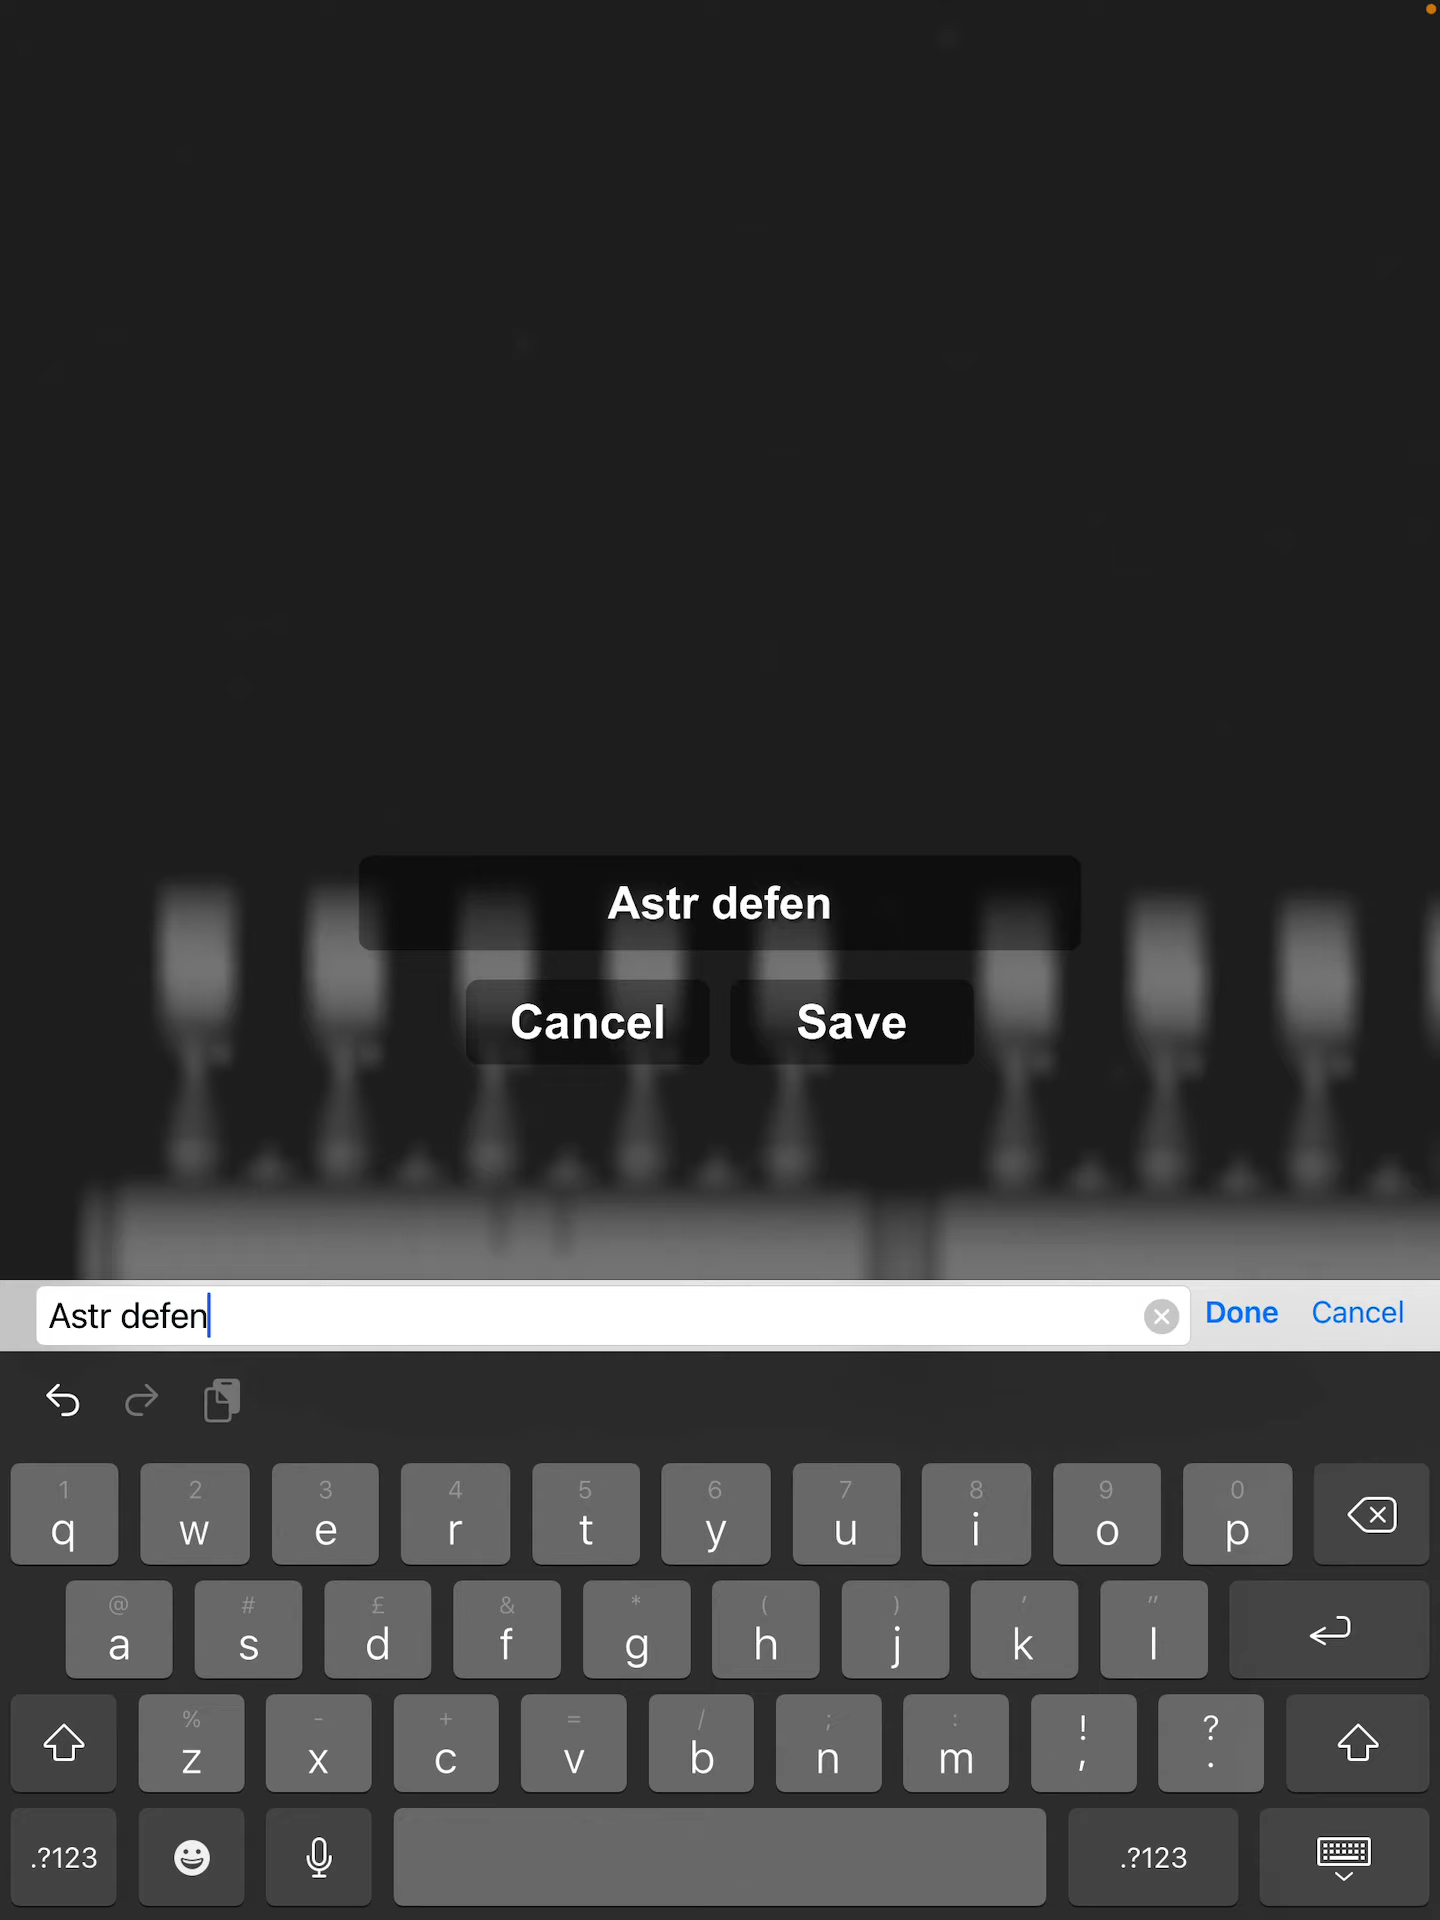 Astr defen
Cancel Save
Astr defen Done Cancel
1 2 3 4 5 6 7 8 9 0
q w e r t y u i o p
@ # £ & * ( ) ' "
a s d f g h j k l
% - + = / ; : ! ?
z x c v b n m , .
.?123 .?123